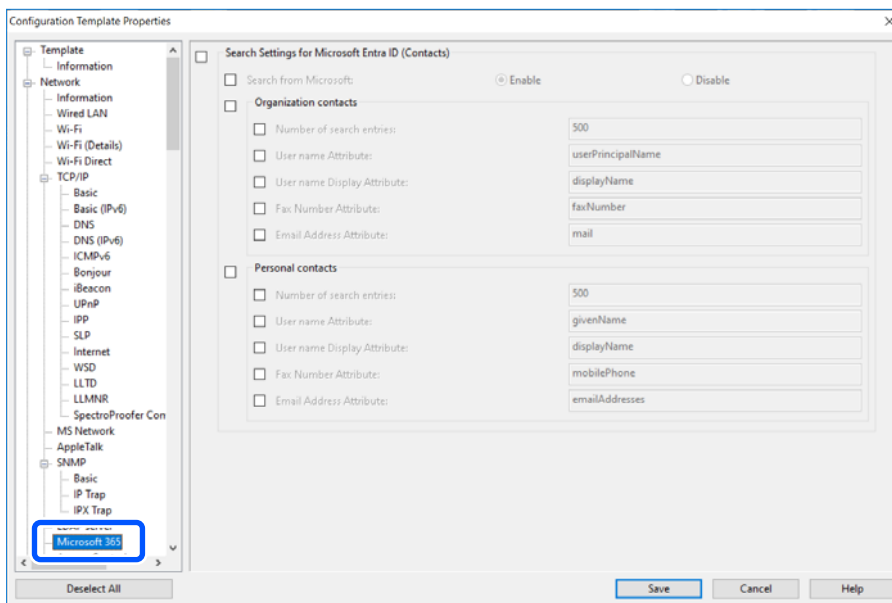 Configuration Template Properties
Template
Information
Network
Information
Wired LAN
Wi-Fi
Wi-Fi (Details)
Wi-Fi Direct
TCP/IP
Basic
Basic (IPv6)
DNS
DNS (IPv6)
ICMPv6
Bonjour
iBeacon
UPnP
IPP
SLP
Internet
WSD
LLTD
LLMNR
SpectroProofer Con
MS Network
AppleTalk
SNMP
Basic
IP Trap
IPX Trap
LDAP server
Microsoft 365
Search Settings for Microsoft Entra ID (Contacts)
Search from Microsoft: Enable Disable
Organization contacts
Number of search entries: 500
User name Attribute: userPrincipalName
User name Display Attribute: displayName
Fax Number Attribute: faxNumber
Email Address Attribute: mail
Personal contacts
Number of search entries: 500
User name Attribute: givenName
User name Display Attribute: displayName
Fax Number Attribute: mobilePhone
Email Address Attribute: emailAddresses
Deselect All Save Cancel Help